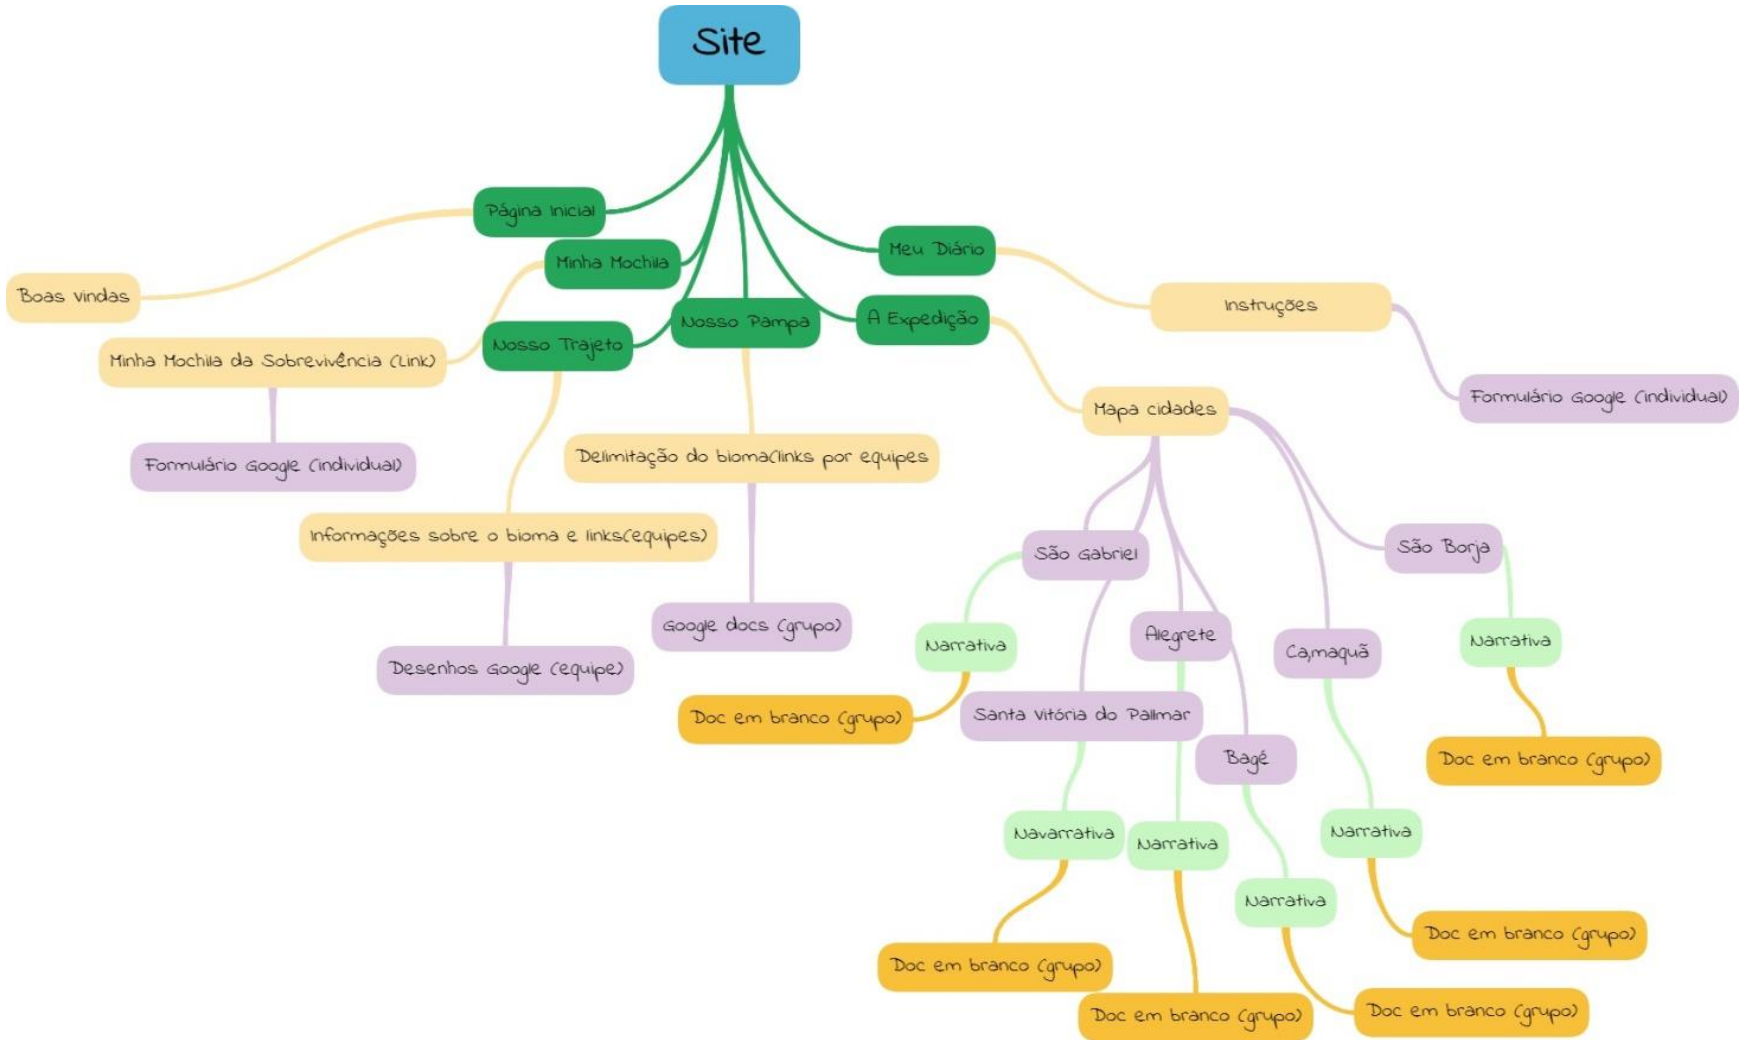 Site
Página Inicial
Minha Mochila
Meu Diário
Boas vindas
Instruções
Nosso Pampa
A Expedição
Nosso Trajeto
Minha Mochila da Sobrevivência (Link)
Formulário Google (individual)
Mapa cidades
Formulário Google (individual)
Delimitação do bioma(links por equipes
Informações sobre o bioma e links(equipes)
São Gabriel
São Borja
Google docs (grupo)
Narrativa
Alegrete
Ca,maquã
Narrativa
Desenhos Google (equipe)
Doc em branco (grupo)
Santa Vitória do Pallmar
Bagé
Doc em branco (grupo)
Navarrativa
Narrativa
Narrativa
Narrativa
Doc em branco (grupo)
Doc em branco (grupo)
Doc em branco (grupo)
Doc em branco (grupo)